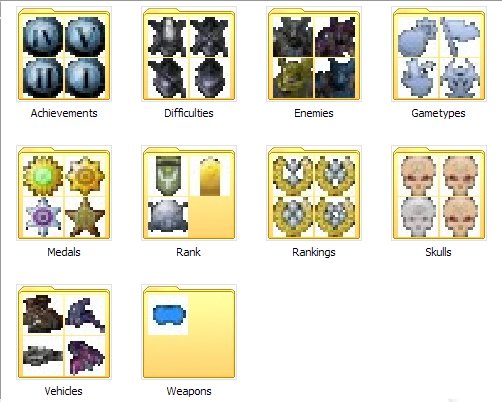 Achievements
Difficulties
Enemies
Gametypes
Medals
Rank
Rankings
Skulls
Vehicles
Weapons